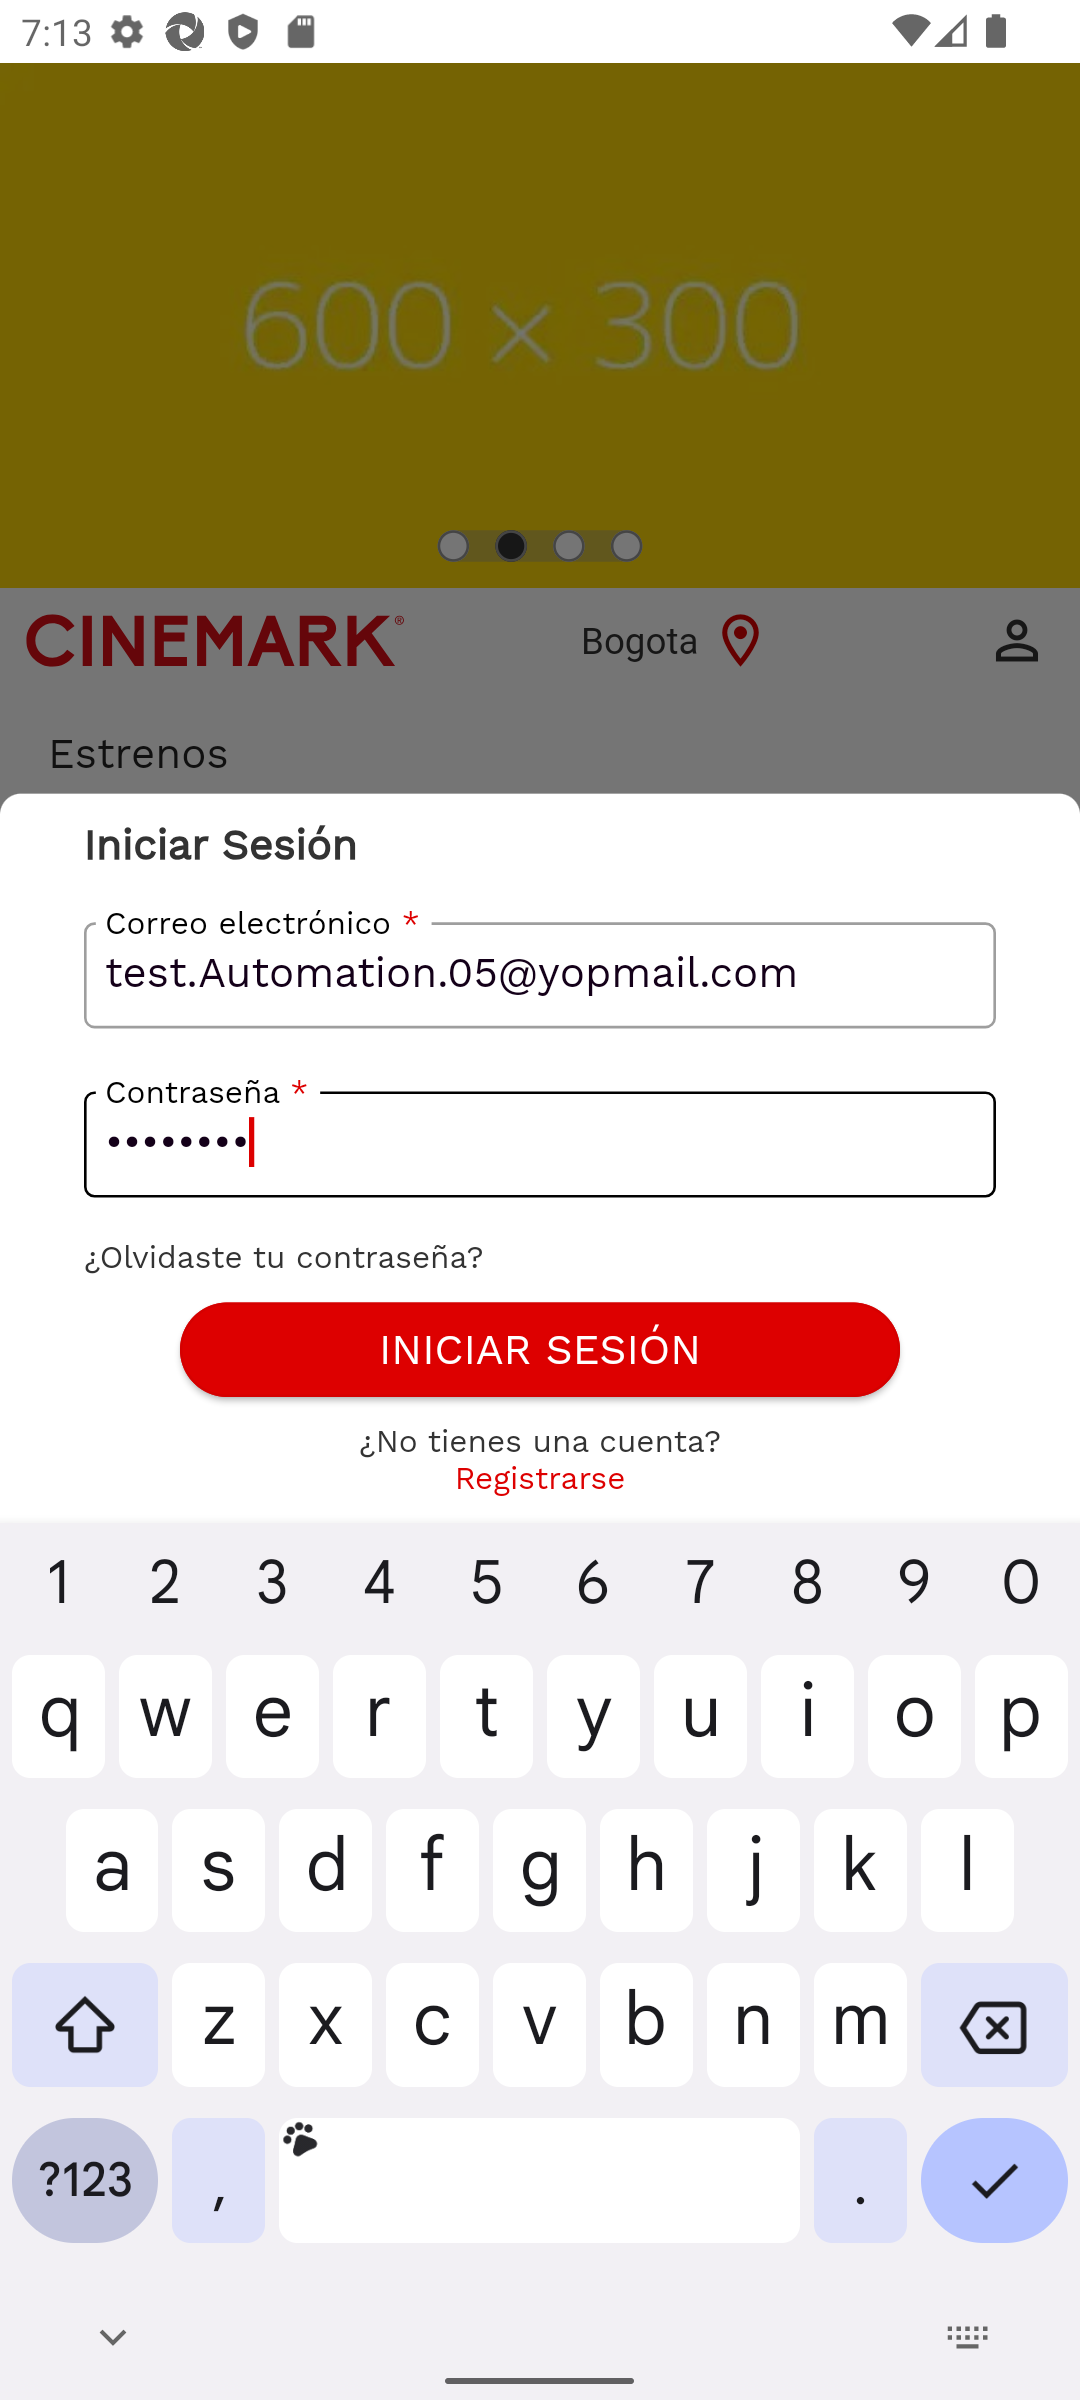 7:13
600 × 300
CINEMARK®
Bogota
Estrenos
Iniciar Sesión
Correo electrónico *
test.Automation.05@yopmail.com
Contraseña *
••••••••
¿Olvidaste tu contraseña?
INICIAR SESIÓN
¿No tienes una cuenta?
Registrarse
1 2 3 4 5 6 7 8 9 0
q w e r t y u i o p
a s d f g h j k l
z x c v b n m
?123 , .